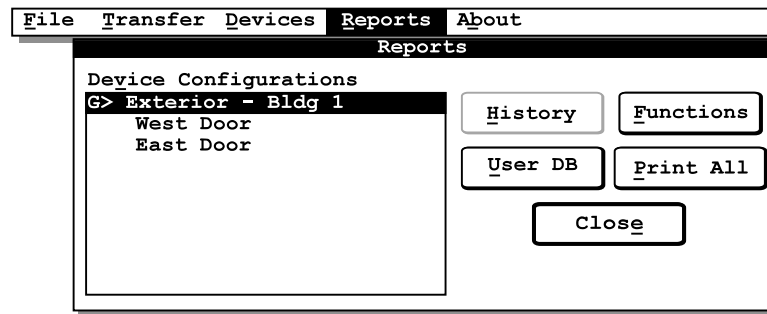 File Transfer Devices Reports About
Reports
Device Configurations
G> Exterior - Bldg 1
West Door
East Door
History Functions
User DB Print All
Close